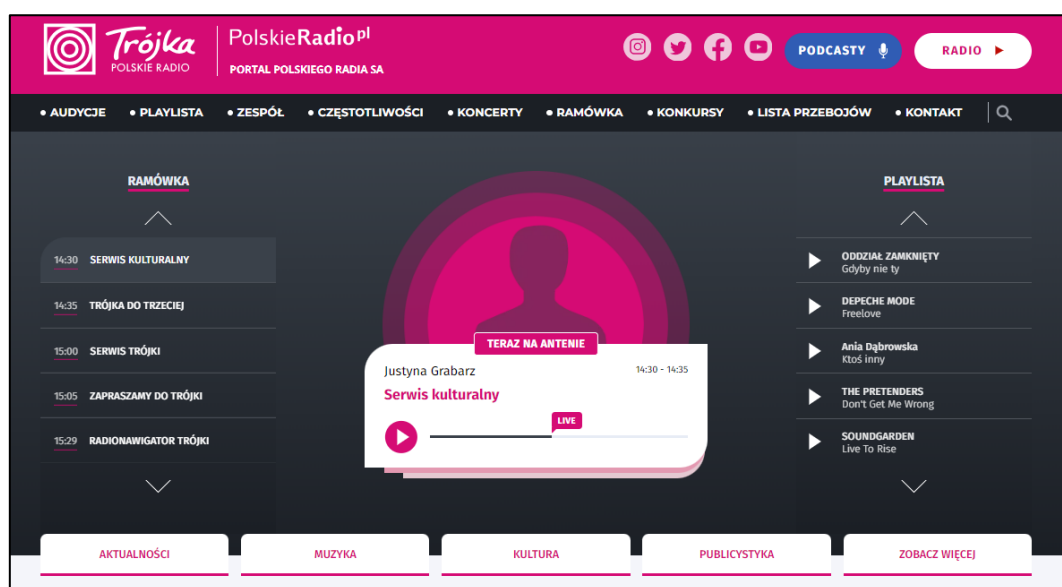 Trójka
POLSKIE RADIO
PolskieRadio.pl
PORTAL POLSKIEGO RADIA SA
PODCASTY
RADIO
• AUDYCJE • PLAYLISTA • ZESPÓŁ • CZĘSTOTLIWOŚCI • KONCERTY • RAMÓWKA • KONKURSY • LISTA PRZEBOJÓW • KONTAKT
RAMÓWKA
14:30 SERWIS KULTURALNY
14:35 TRÓJKA DO TRZECIEJ
15:00 SERWIS TRÓJKI
15:05 ZAPRASZAMY DO TRÓJKI
15:29 RADIONAWIGATOR TRÓJKI
TERAZ NA ANTENIE
Justyna Grabarz 14:30 - 14:35
Serwis kulturalny
LIVE
PLAYLISTA
ODDZIAŁ ZAMKNIĘTY
Gdyby nie ty
DEPECHE MODE
Freelove
Ania Dąbrowska
Ktoś inny
THE PRETENDERS
Don't Get Me Wrong
SOUNDGARDEN
Live To Rise
AKTUALNOŚCI MUZYKA KULTURA PUBLICYSTYKA ZOBACZ WIĘCEJ